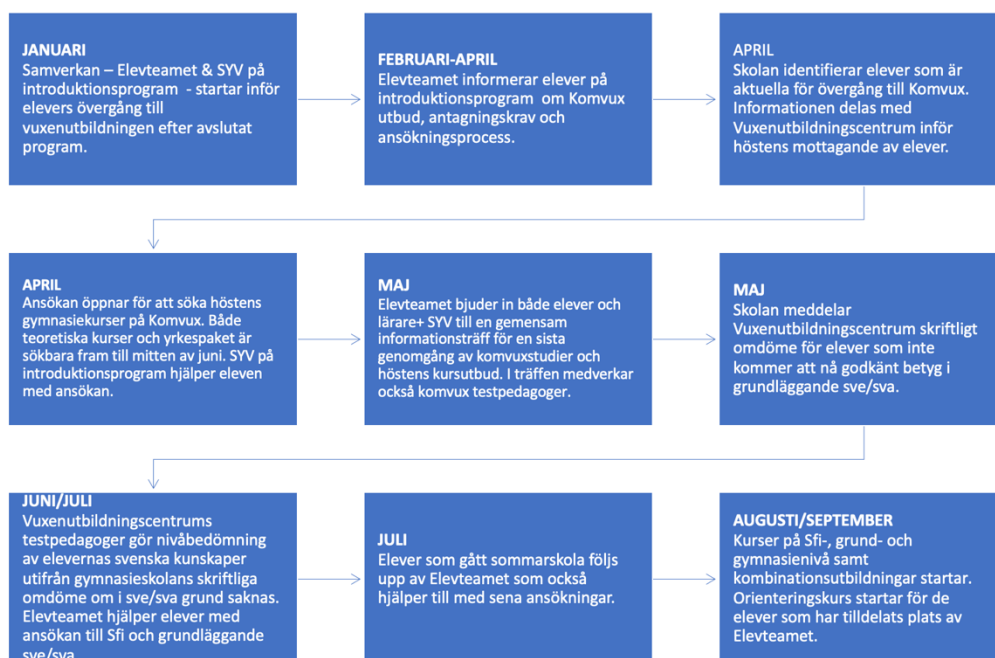 JANUARI
Samverkan – Elevteamet & SYV på
introduktionsprogram - startar inför
elevers övergång till
vuxenutbildningen efter avslutat
program.
FEBRUARI-APRIL
Elevteamet informerar elever på
introduktionsprogram om Komvux
utbud, antagningskrav och
ansökningsprocess.
APRIL
Skolan identifierar elever som är
aktuella för övergång till Komvux.
Informationen delas med
Vuxenutbildningscentrum inför
höstens mottagande av elever.
APRIL
Ansökan öppnar för att söka höstens
gymnasiekurser på Komvux. Både
teoretiska kurser och yrkespaket är
sökbara fram till mitten av juni. SYV på
introduktionsprogram hjälper eleven
med ansökan.
MAJ
Elevteamet bjuder in både elever och
lärare+ SYV till en gemensam
informationsträff för en sista
genomgång av komvuxstudier och
höstens kursutbud. I träffen medverkar
också komvux testpedagoger.
MAJ
Skolan meddelar
Vuxenutbildningscentrum skriftligt
omdöme för elever som inte
kommer att nå godkänt betyg i
grundläggande sve/sva.
JUNI/JULI
Vuxenutbildningscentrums
testpedagoger gör nivåbedömning
av elevernas svenska kunskaper
utifrån gymnasieskolans skriftliga
omdöme om i sve/sva grund saknas.
Elevteamet hjälper elever med
ansökan till Sfi och grundläggande
sve/sva
JULI
Elever som gått sommarskola följs
upp av Elevteamet som också
hjälper till med sena ansökningar.
AUGUSTI/SEPTEMBER
Kurser på Sfi-, grund- och
gymnasienivå samt
kombinationsutbildningar startar.
Orienteringskurs startar för de
elever som har tilldelats plats av
Elevteamet.